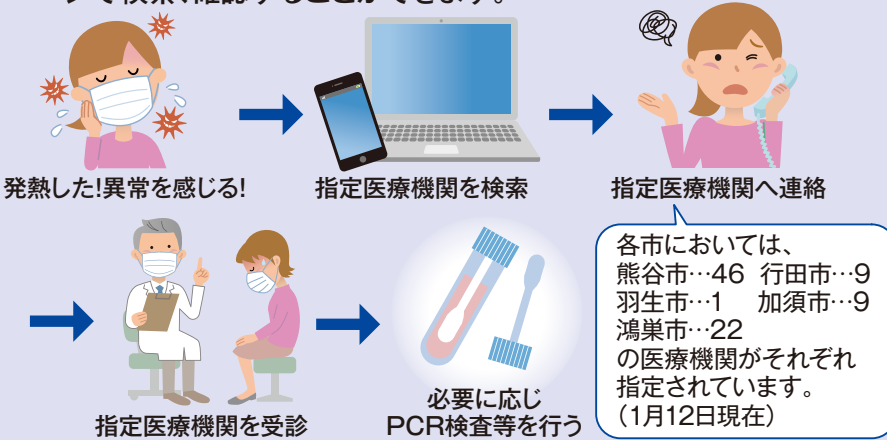 発熱した!異常を感じる!
指定医療機関を検索
指定医療機関へ連絡
各市においては、
熊谷市…46 行田市…9
羽生市…1 加須市…9
鴻巣市…22
の医療機関がそれぞれ
指定されています。
(1月12日現在)
指定医療機関を受診
必要に応じ
PCR検査等を行う